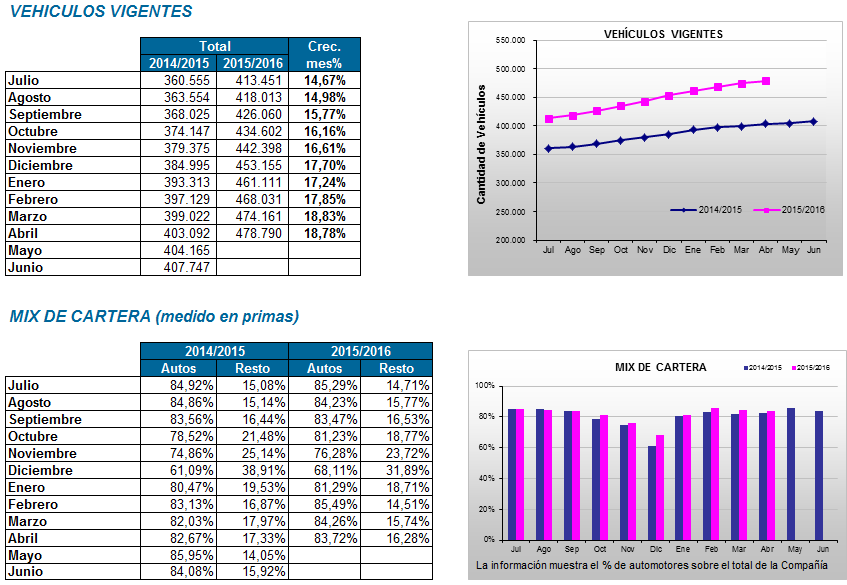 VEHICULOS VIGENTES
Total Crec.
2014/2015 2015/2016 mes%
Julio 360.555 413.451 14,67%
Agosto 363.554 418.013 14,98%
Septiembre 368.025 426.060 15,77%
Octubre 374.147 434.602 16,16%
Noviembre 379.375 442.398 16,61%
Diciembre 384.995 453.155 17,70%
Enero 393.313 461.111 17,24%
Febrero 397.129 468.031 17,85%
Marzo 399.022 474.161 18,83%
Abril 403.092 478.790 18,78%
Mayo 404.165
Junio 407.747
VEHÍCULOS VIGENTES
Cantidad de Vehículos
550.000
500.000
450.000
400.000
350.000
300.000
250.000
200.000
2014/2015 2015/2016
Jul Ago Sep Oct Nov Dic Ene Feb Mar Abr May Jun
MIX DE CARTERA (medido en primas)
2014/2015 2015/2016
Autos Resto Autos Resto
Julio 84,92% 15,08% 85,29% 14,71%
Agosto 84,86% 15,14% 84,23% 15,77%
Septiembre 83,56% 16,44% 83,47% 16,53%
Octubre 78,52% 21,48% 81,23% 18,77%
Noviembre 74,86% 25,14% 76,28% 23,72%
Diciembre 61,09% 38,91% 68,11% 31,89%
Enero 80,47% 19,53% 81,29% 18,71%
Febrero 83,13% 16,87% 85,49% 14,51%
Marzo 82,03% 17,97% 84,26% 15,74%
Abril 82,67% 17,33% 83,72% 16,28%
Mayo 85,95% 14,05%
Junio 84,08% 15,92%
MIX DE CARTERA
2014/2015 2015/2016
100%
80%
60%
40%
20%
0%
Jul Ago Sep Oct Nov Dic Ene Feb Mar Abr May Jun
La información muestra el % de automotores sobre el total de la Compañía